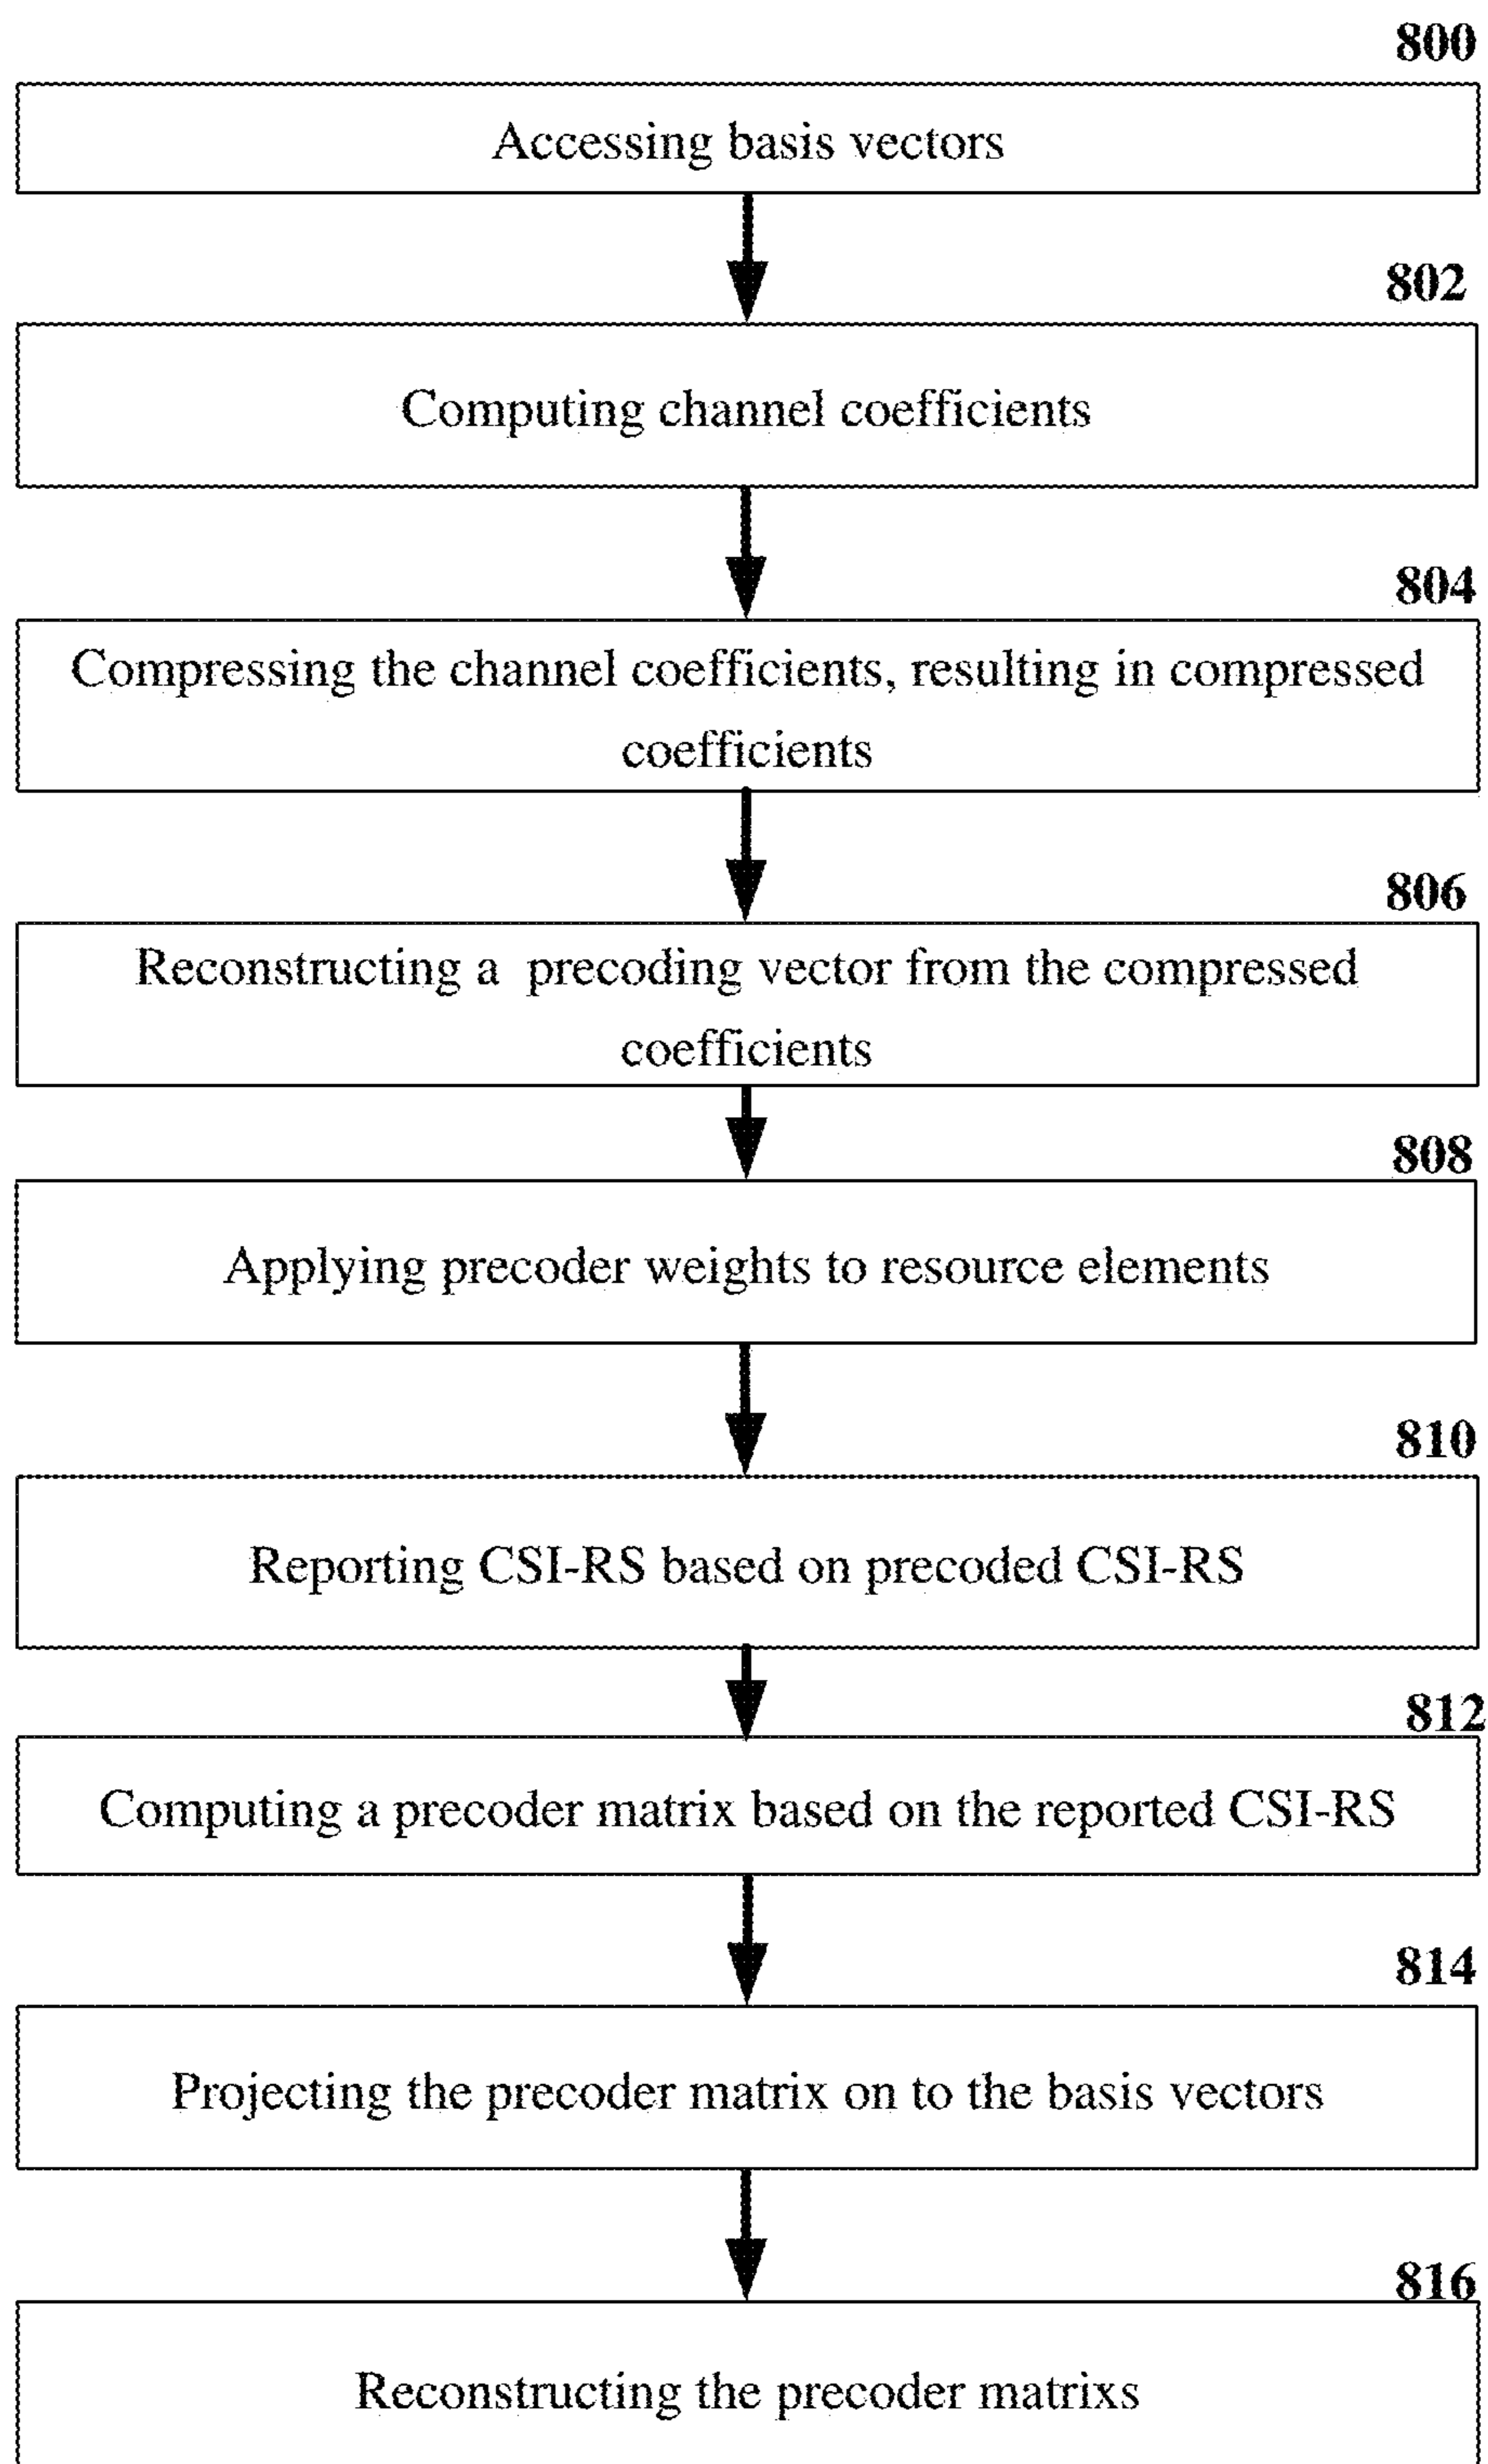 800
Accessing basis vectors
802
Computing channel coefficients
804
Compressing the channel coefficients, resulting in compressed
coefficients
806
Reconstructing a precoding vector from the compressed
coefficients
808
Applying precoder weights to resource elements
810
Reporting CSI-RS based on precoded CSI-RS
812
Computing a precoder matrix based on the reported CSI-RS
814
Projecting the precoder matrix on to the basis vectors
816
Reconstructing the precoder matrixs